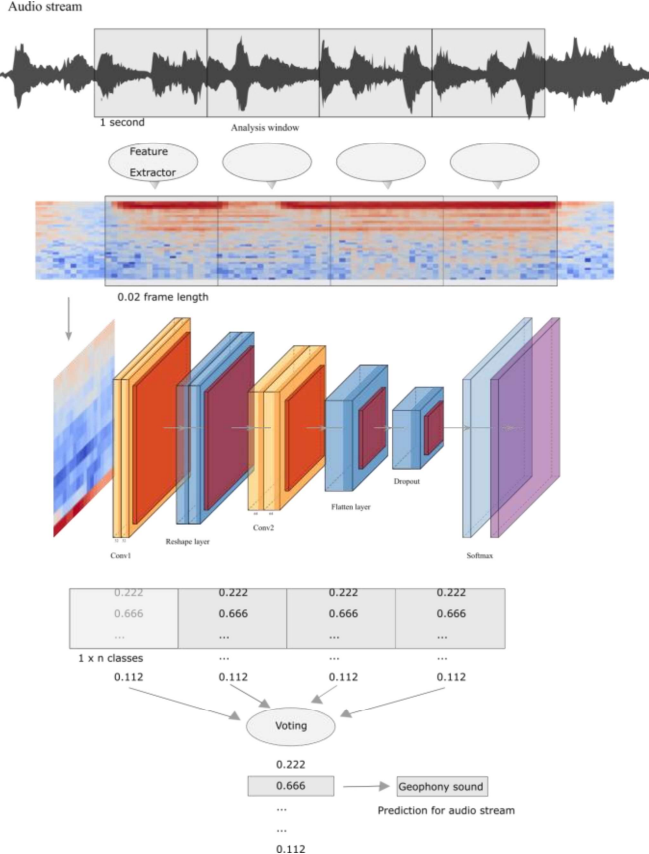 Audio stream
1 second
Analysis window
Feature
Extractor
0.02 frame length
Conv1
Reshape layer
Conv2
Flatten layer
Dropout
Softmax
0.222 0.222 0.222 0.222
0.666 0.666 0.666 0.666
... ... ... ...
1 x n classes ... ... ...
0.112 0.112 0.112 0.112
Voting
0.222
0.666 Geophony sound
... Prediction for audio stream
...
0.112